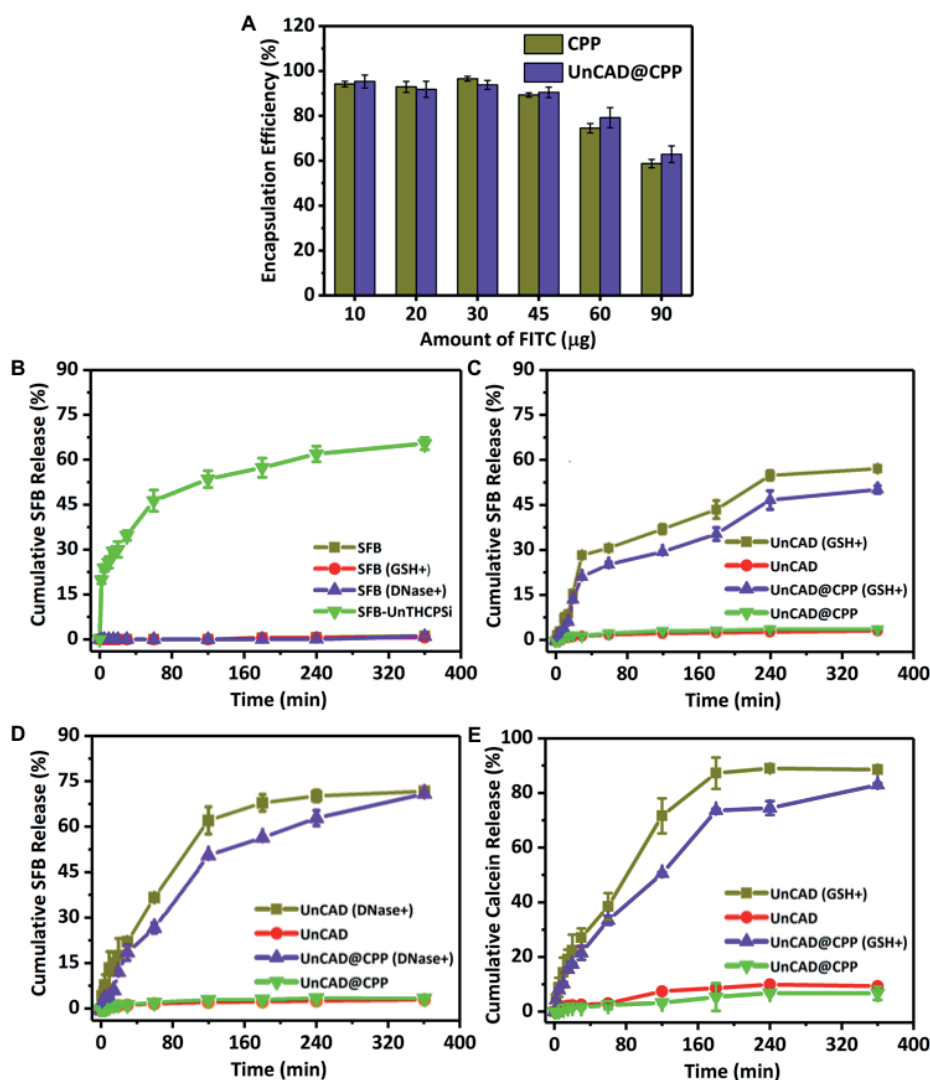 A
CPP
UnCAD@CPP
Encapsulation Efficiency (%)
120
100
80
60
40
20
0
10 20 30 45 60 90
Amount of FITC (µg)
B
Cumulative SFB Release (%)
90
75
60
45
30
15
0
SFB
SFB (GSH+)
SFB (DNase+)
SFB-UnTHCPSi
0 80 160 240 320 400
Time (min)
C
Cumulative SFB Release (%)
90
75
60
45
30
15
0
UnCAD (GSH+)
UnCAD
UnCAD@CPP (GSH+)
UnCAD@CPP
0 80 160 240 320 400
Time (min)
D
Cumulative SFB Release (%)
90
75
60
45
30
15
0
UnCAD (DNase+)
UnCAD
UnCAD@CPP (DNase+)
UnCAD@CPP
0 80 160 240 320 400
Time (min)
E
Cumulative Calcein Release (%)
100
80
60
40
20
0
UnCAD (GSH+)
UnCAD
UnCAD@CPP (GSH+)
UnCAD@CPP
0 80 160 240 320 400
Time (min)